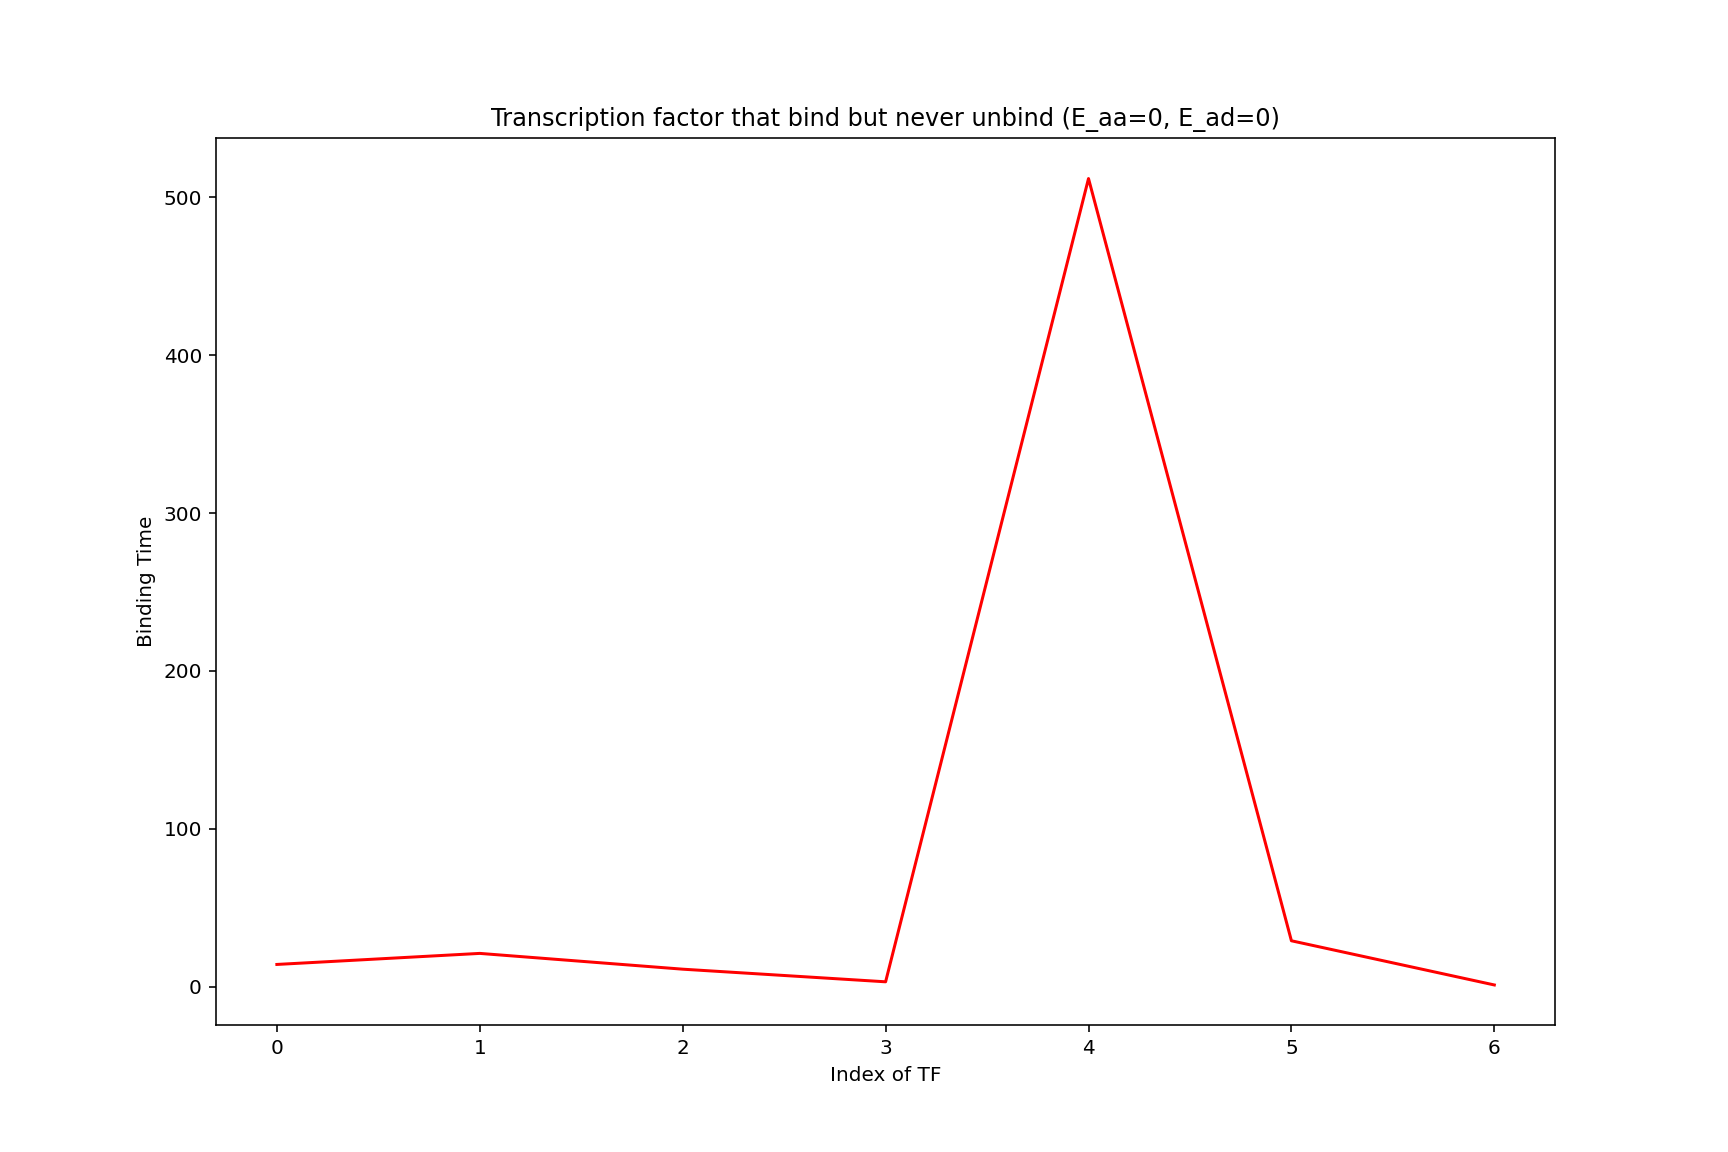 Transcription factor that bind but never unbind (E_aa=0, E_ad=0)
500
400
300
200
100
0
Binding Time
0 1 2 3 4 5 6
Index of TF